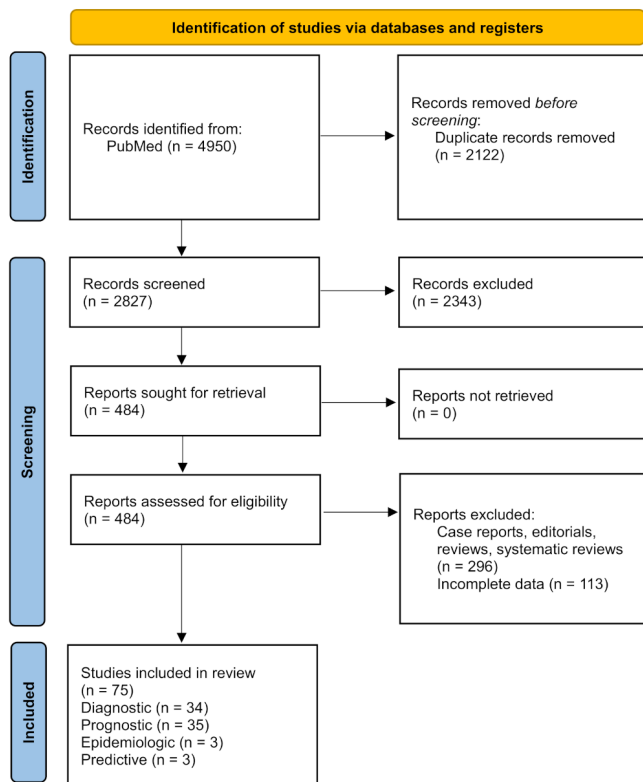 Identification of studies via databases and registers
Identification
Records identified from:
PubMed (n = 4950)
Records removed before
screening:
Duplicate records removed
(n = 2122)
Screening
Records screened
(n = 2827)
Records excluded
(n = 2343)
Reports sought for retrieval
(n = 484)
Reports not retrieved
(n = 0)
Reports assessed for eligibility
(n = 484)
Reports excluded:
Case reports, editorials,
reviews, systematic reviews
(n = 296)
Incomplete data (n = 113)
Included
Studies included in review
(n = 75)
Diagnostic (n = 34)
Prognostic (n = 35)
Epidemiologic (n = 3)
Predictive (n = 3)